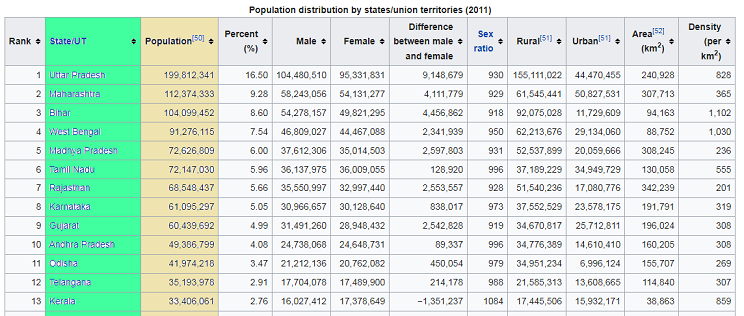 Population distribution by states/union territories (2011)
Rank State/UT Population[50] Percent (%) Male Female Difference between male and female Sex ratio Rural[51] Urban[51] Area[52] (km²) Density (per km²)
1 Uttar Pradesh 199,812,341 16.50 104,480,510 95,331,831 9,148,679 930 155,111,022 44,470,455 240,928 828
2 Maharashtra 112,374,333 9.28 58,243,056 54,131,277 4,111,779 929 61,545,441 50,827,531 307,713 365
3 Bihar 104,099,452 8.60 54,278,157 49,821,295 4,456,862 918 92,075,028 11,729,609 94,163 1,102
4 West Bengal 91,276,115 7.54 46,809,027 44,467,088 2,341,939 950 62,213,676 29,134,060 88,752 1,030
5 Madhya Pradesh 72,626,809 6.00 37,612,306 35,014,503 2,597,803 931 52,537,899 20,059,666 308,245 236
6 Tamil Nadu 72,147,030 5.96 36,137,975 36,009,055 128,920 996 37,189,229 34,949,729 130,058 555
7 Rajasthan 68,548,437 5.66 35,550,997 32,997,440 2,553,557 928 51,540,236 17,080,776 342,239 201
8 Karnataka 61,095,297 5.05 30,966,657 30,128,640 838,017 973 37,552,529 23,578,175 191,791 319
9 Gujarat 60,439,692 4.99 31,491,260 28,948,432 2,542,828 919 34,670,817 25,712,811 196,024 308
10 Andhra Pradesh 49,386,799 4.08 24,738,068 24,648,731 89,337 996 34,776,389 14,610,410 160,205 308
11 Odisha 41,974,218 3.47 21,212,136 20,762,082 450,054 979 34,951,234 6,996,124 155,707 269
12 Telangana 35,193,978 2.91 17,704,078 17,489,900 214,178 988 21,585,313 13,608,665 114,840 307
13 Kerala 33,406,061 2.76 16,027,412 17,378,649 −1,351,237 1084 17,445,506 15,932,171 38,863 859